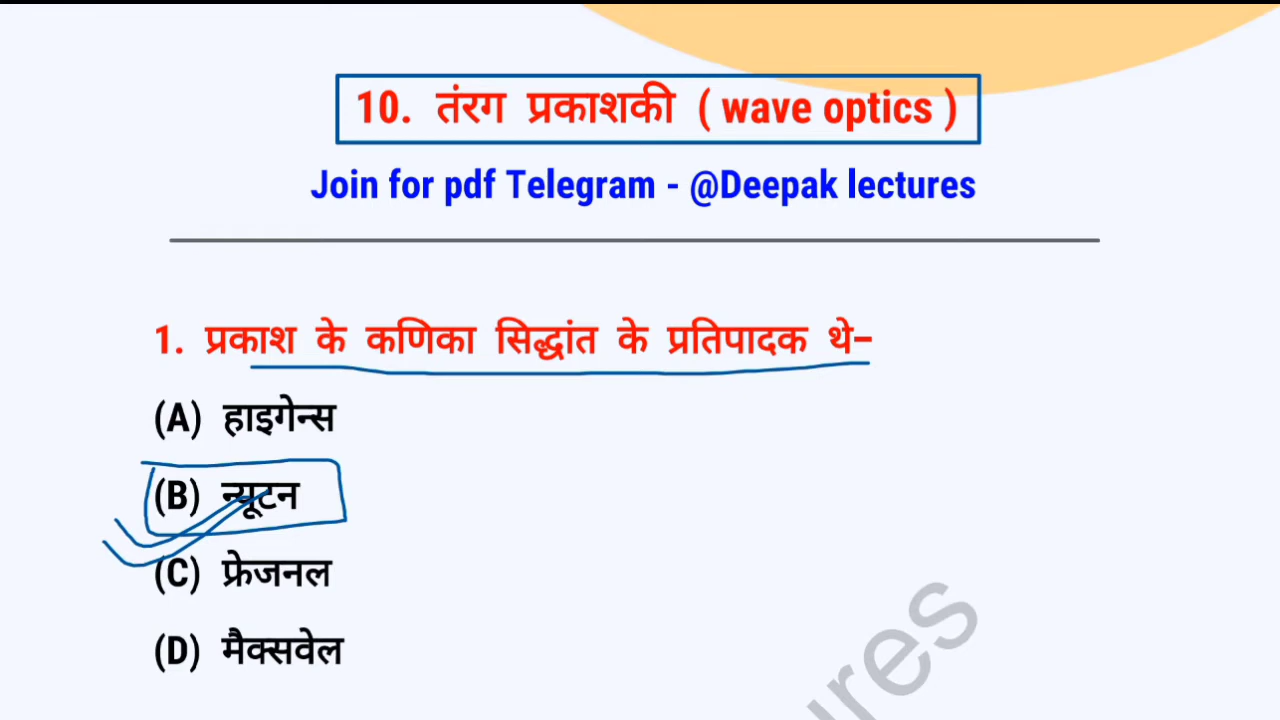 10. तंरग प्रकाशकी ( wave optics )
Join for pdf Telegram - @Deepak lectures
1. प्रकाश के कणिका सिद्धांत के प्रतिपादक थे–
(A) हाइगेन्स
(B) न्यूटन
(C) फ्रेजनल
(D) मैक्सवेल